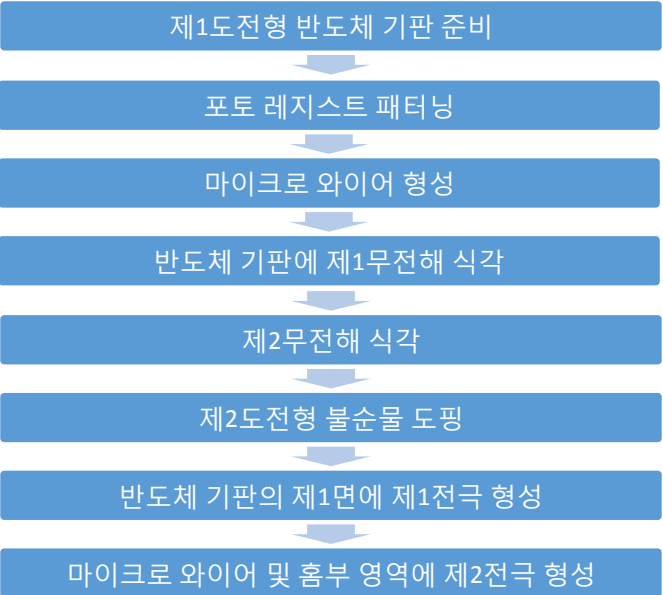 제1도전형 반도체 기판 준비
포토 레지스트 패터닝
마이크로 와이어 형성
반도체 기판에 제1무전해 식각
제2무전해 식각
제2도전형 불순물 도핑
반도체 기판의 제1면에 제1전극 형성
마이크로 와이어 및 홈부 영역에 제2전극 형성